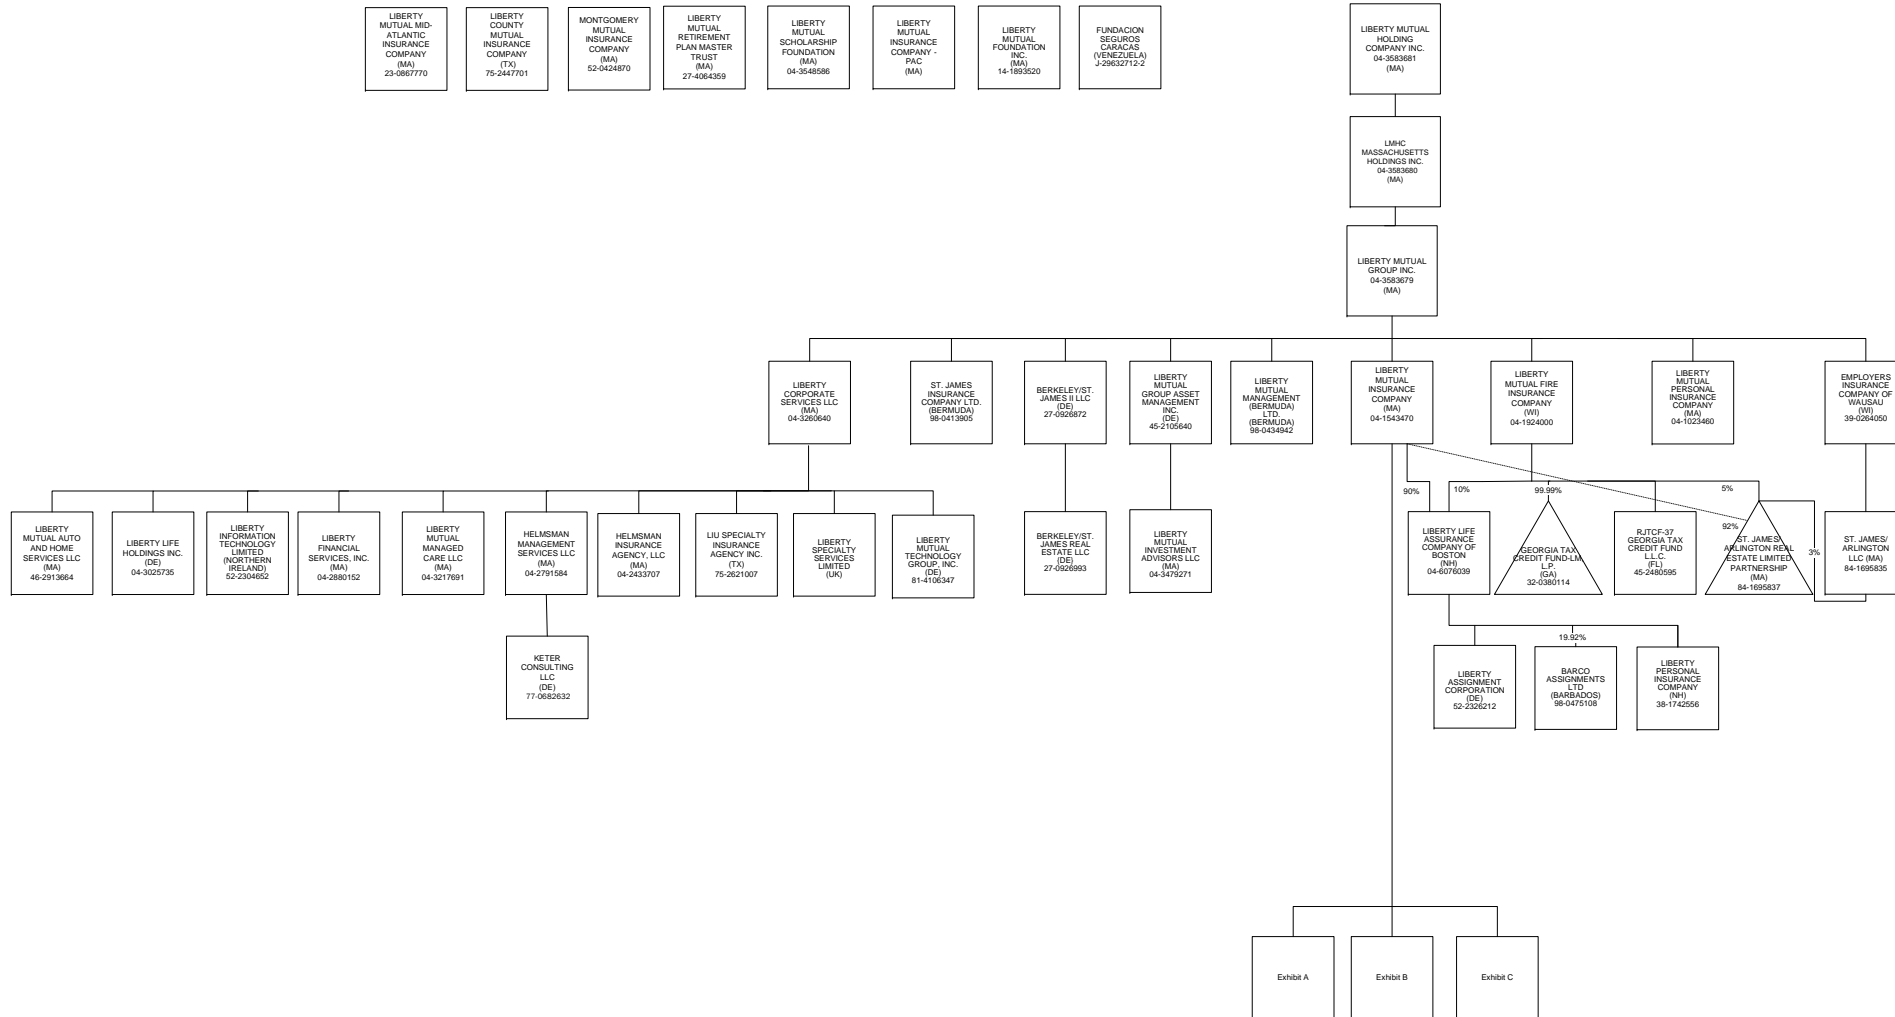 LIBERTY
MUTUAL MID-
ATLANTIC
INSURANCE
COMPANY
(MA)
23-0867770
LIBERTY
COUNTY
MUTUAL
INSURANCE
COMPANY
(TX)
75-2447701
MONTGOMERY
MUTUAL
INSURANCE
COMPANY
(MA)
52-0424870
LIBERTY
MUTUAL
RETIREMENT
PLAN MASTER
TRUST
(MA)
27-4064359
LIBERTY
MUTUAL
SCHOLARSHIP
FOUNDATION
(MA)
04-3548586
LIBERTY
MUTUAL
INSURANCE
COMPANY -
PAC
(MA)
LIBERTY
MUTUAL
FOUNDATION
INC.
(MA)
14-1893520
FUNDACION
SEGUROS
CARACAS
(VENEZUELA)
J-29632712-2
LIBERTY MUTUAL
HOLDING
COMPANY INC.
04-3583681
(MA)
LMHC
MASSACHUSETTS
HOLDINGS INC.
04-3583680
(MA)
LIBERTY MUTUAL
GROUP INC.
04-3583679
(MA)
LIBERTY
CORPORATE
SERVICES LLC
(MA)
04-3260640
ST. JAMES
INSURANCE
COMPANY LTD.
(BERMUDA)
98-0413905
BERKELEY/ST.
JAMES II LLC
(DE)
27-0926872
LIBERTY
MUTUAL
GROUP ASSET
MANAGEMENT
INC.
(DE)
45-2105640
LIBERTY
MUTUAL
MANAGEMENT
(BERMUDA)
LTD.
(BERMUDA)
98-0434942
LIBERTY
MUTUAL
INSURANCE
COMPANY
(MA)
04-1543470
LIBERTY
MUTUAL FIRE
INSURANCE
COMPANY
(WI)
04-1924000
LIBERTY
MUTUAL
PERSONAL
INSURANCE
COMPANY
(MA)
04-1023460
EMPLOYERS
INSURANCE
COMPANY OF
WAUSAU
(WI)
39-0264050
90%
10%
99.99%
5%
92%
3%
LIBERTY
MUTUAL AUTO
AND HOME
SERVICES LLC
(MA)
46-2913664
LIBERTY LIFE
HOLDINGS INC.
(DE)
04-3025735
LIBERTY
INFORMATION
TECHNOLOGY
LIMITED
(NORTHERN
IRELAND)
52-2304652
LIBERTY
FINANCIAL
SERVICES, INC.
(MA)
04-2880152
LIBERTY
MUTUAL
MANAGED
CARE LLC
(MA)
04-3217691
HELMSMAN
MANAGEMENT
SERVICES LLC
(MA)
04-2791584
HELMSMAN
INSURANCE
AGENCY, LLC
(MA)
04-2433707
LIU SPECIALTY
INSURANCE
AGENCY INC.
(TX)
75-2621007
LIBERTY
SPECIALTY
SERVICES
LIMITED
(UK)
LIBERTY
MUTUAL
TECHNOLOGY
GROUP, INC.
(DE)
81-4106347
BERKELEY/ST.
JAMES REAL
ESTATE LLC
(DE)
27-0926993
LIBERTY
MUTUAL
INVESTMENT
ADVISORS LLC
(MA)
04-3479271
LIBERTY LIFE
ASSURANCE
COMPANY OF
BOSTON
(NH)
04-6076039
GEORGIA TAX
CREDIT FUND-LM
L.P.
(GA)
32-0380114
RJTCF-37
GEORGIA TAX
CREDIT FUND
L.L.C.
(FL)
45-2480595
ST. JAMES/
ARLINGTON REAL
ESTATE LIMITED
PARTNERSHIP
(MA)
84-1695837
ST. JAMES/
ARLINGTON
LLC (MA)
84-1695835
KETER
CONSULTING
LLC
(DE)
77-0682632
19.92%
LIBERTY
ASSIGNMENT
CORPORATION
(DE)
52-2326212
BARCO
ASSIGNMENTS
LTD
(BARBADOS)
98-0475108
LIBERTY
PERSONAL
INSURANCE
COMPANY
(NH)
38-1742556
Exhibit A
Exhibit B
Exhibit C